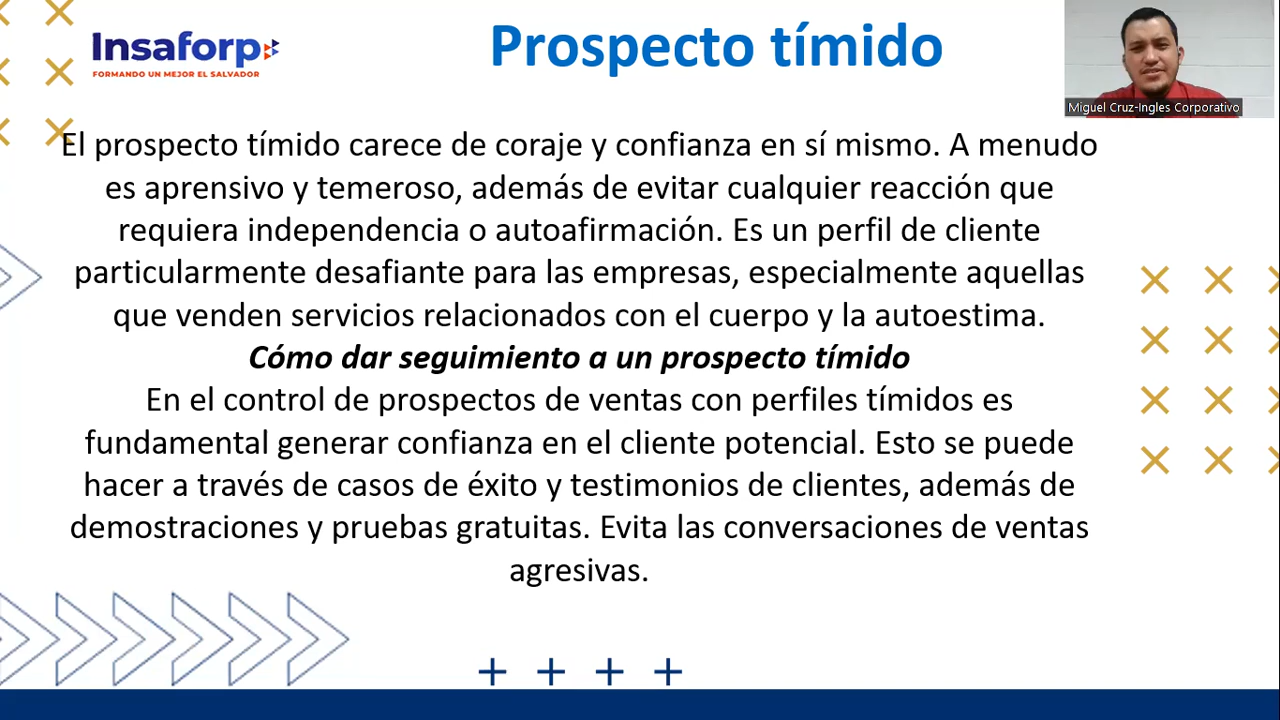 Insaforp
FORMANDO UN MEJOR EL SALVADOR
Prospecto tímido
Miguel Cruz-Ingles Corporativo
El prospecto tímido carece de coraje y confianza en sí mismo. A menudo
es aprensivo y temeroso, además de evitar cualquier reacción que
requiera independencia o autoafirmación. Es un perfil de cliente
particularmente desafiante para las empresas, especialmente aquellas
que venden servicios relacionados con el cuerpo y la autoestima.
Cómo dar seguimiento a un prospecto tímido
En el control de prospectos de ventas con perfiles tímidos es
fundamental generar confianza en el cliente potencial. Esto se puede
hacer a través de casos de éxito y testimonios de clientes, además de
demostraciones y pruebas gratuitas. Evita las conversaciones de ventas
agresivas.